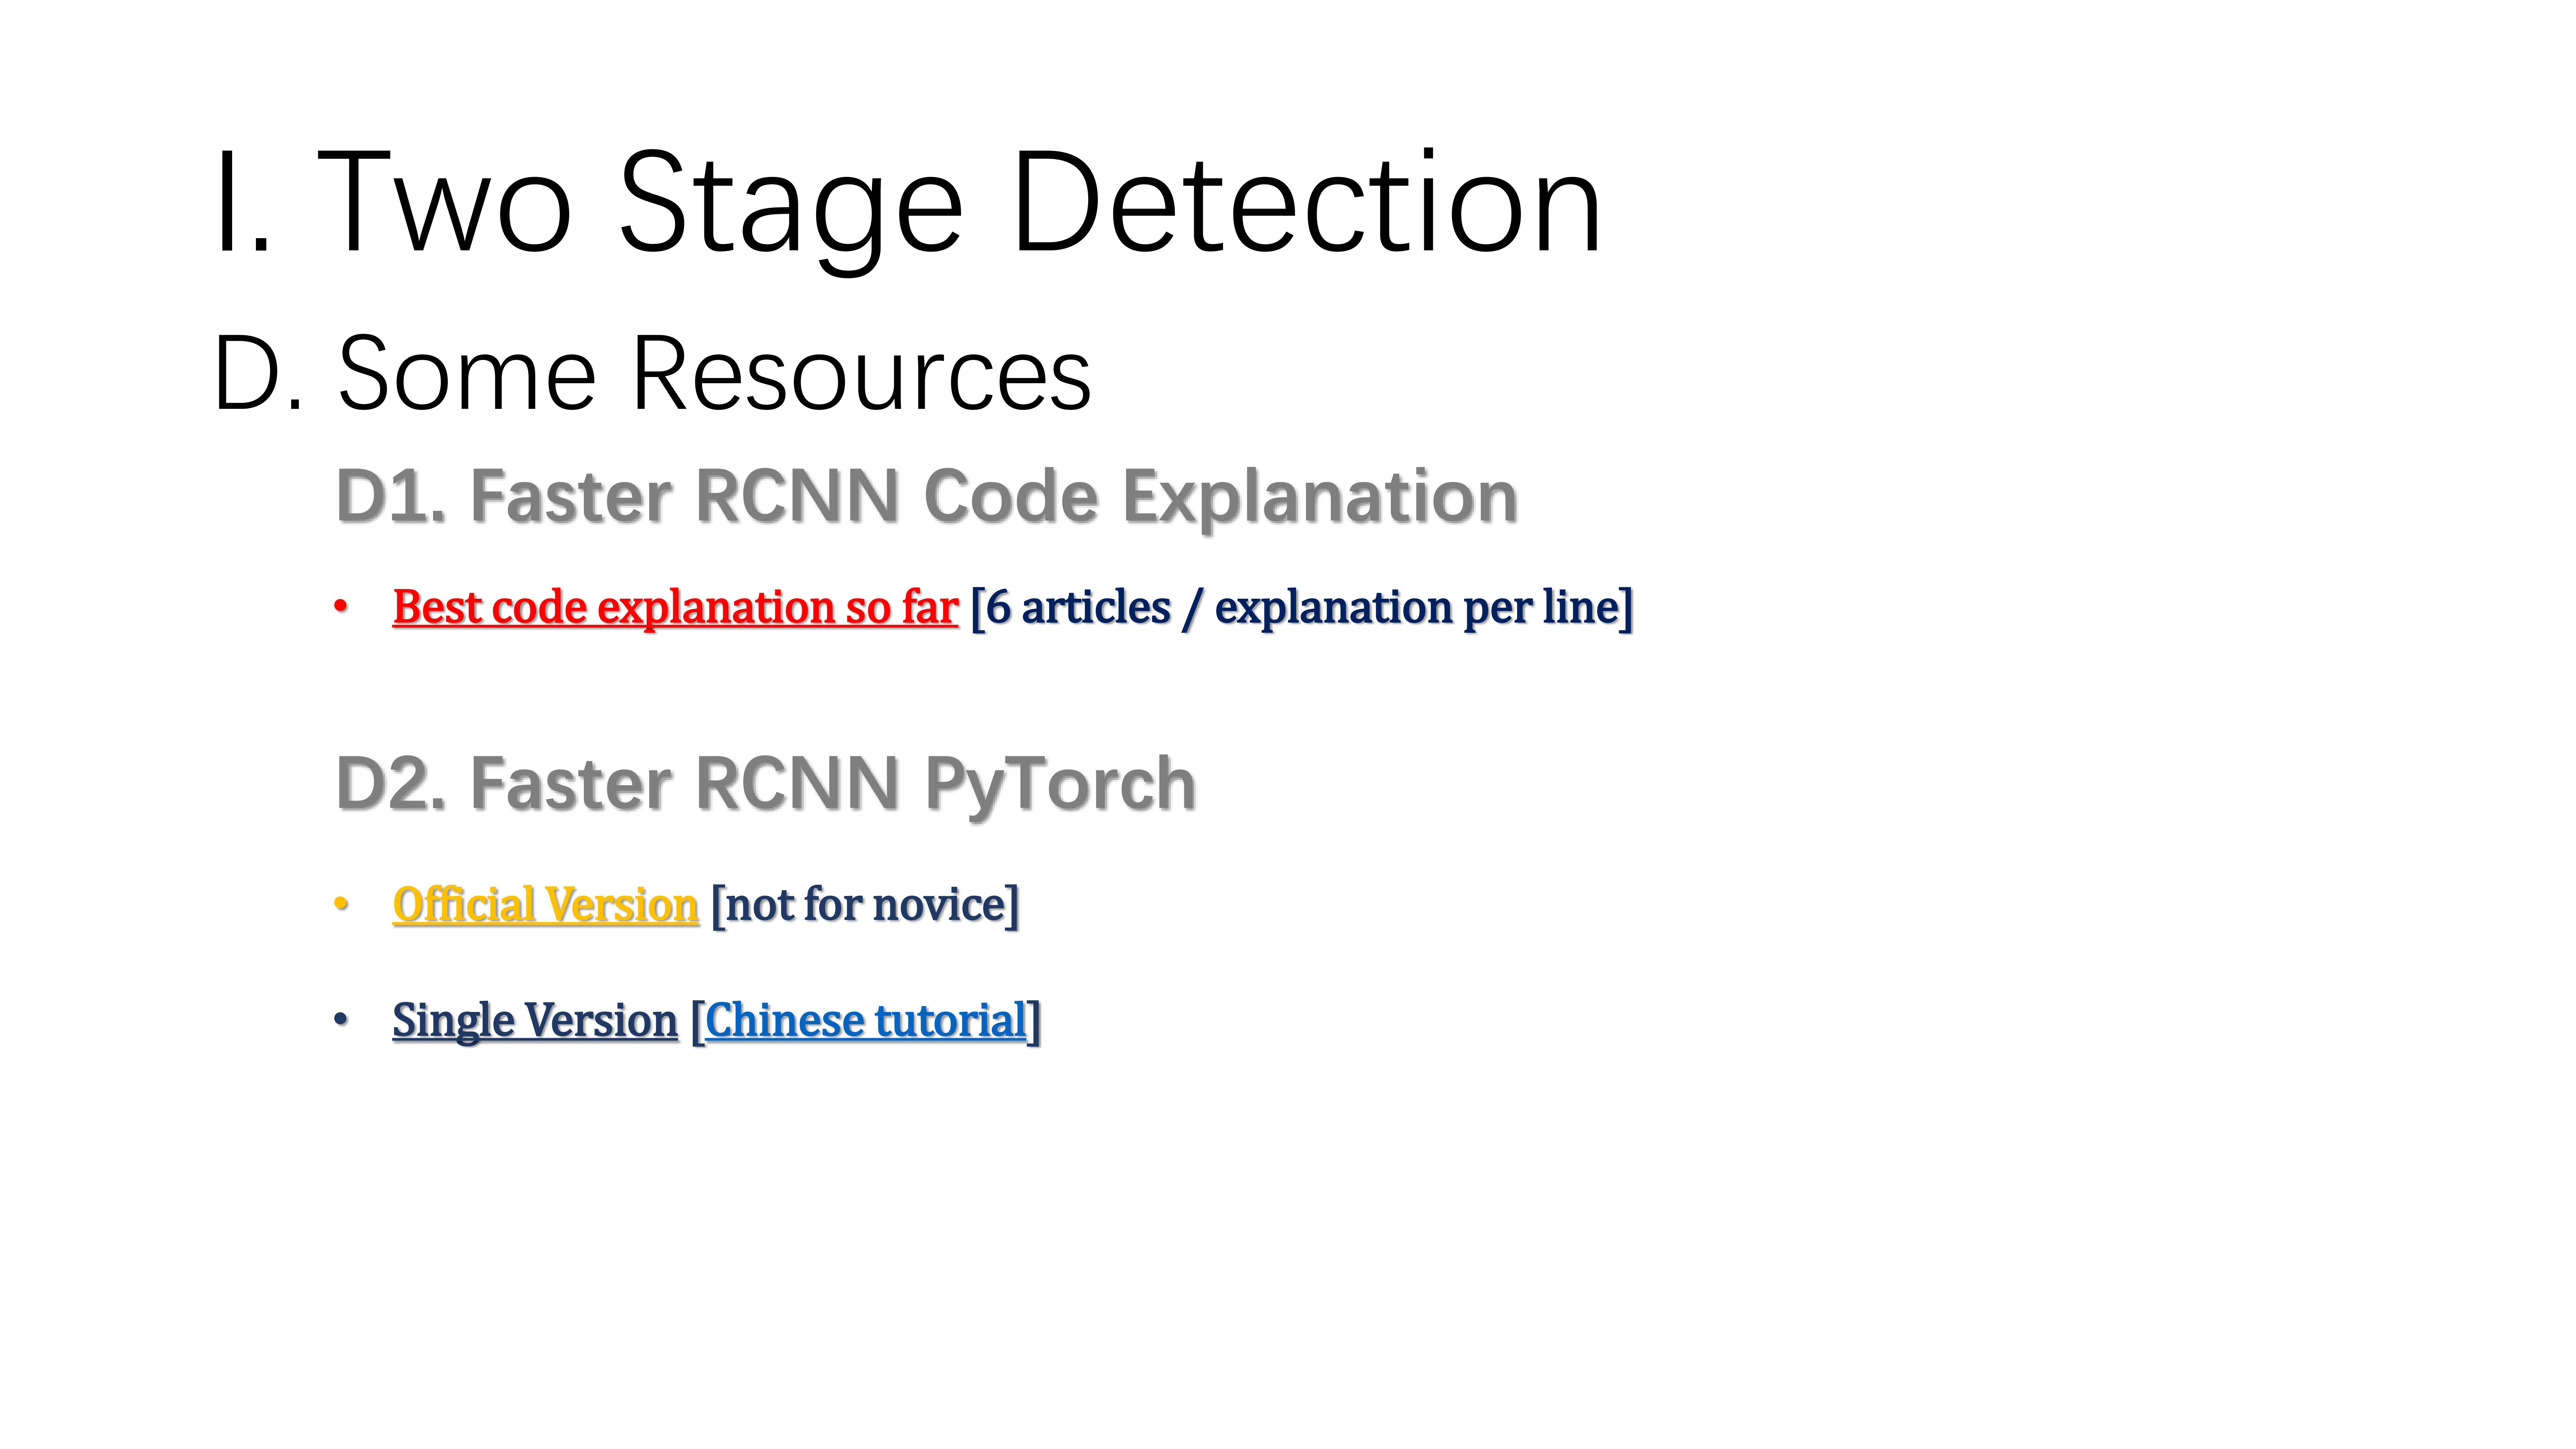 I. Two Stage Detection
D. Some Resources
D1. Faster RCNN Code Explanation
• Best code explanation so far [6 articles / explanation per line]
D2. Faster RCNN PyTorch
• Official Version [not for novice]
• Single Version [Chinese tutorial]